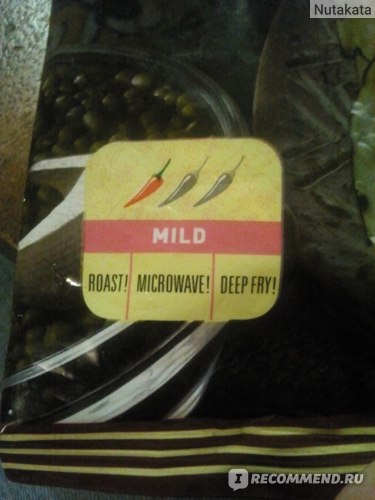 Nutakata
MILD
ROAST! MICROWAVE! DEEP FRY!
I RECOMMEND.RU